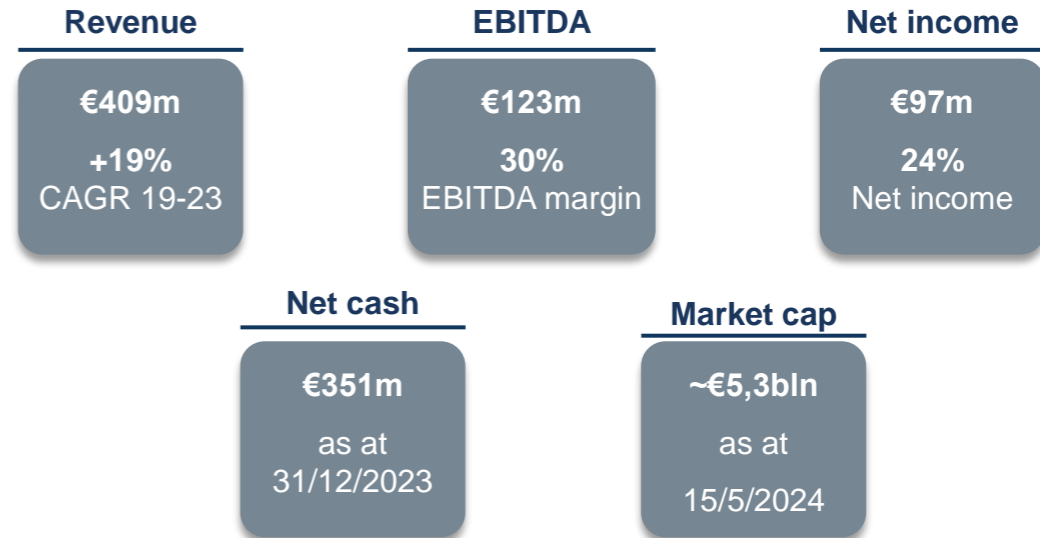 Revenue
EBITDA
Net income
€409m
+19%
CAGR 19-23
€123m
30%
EBITDA margin
€97m
24%
Net income
Net cash
Market cap
€351m
as at
31/12/2023
~€5,3bln
as at
15/5/2024